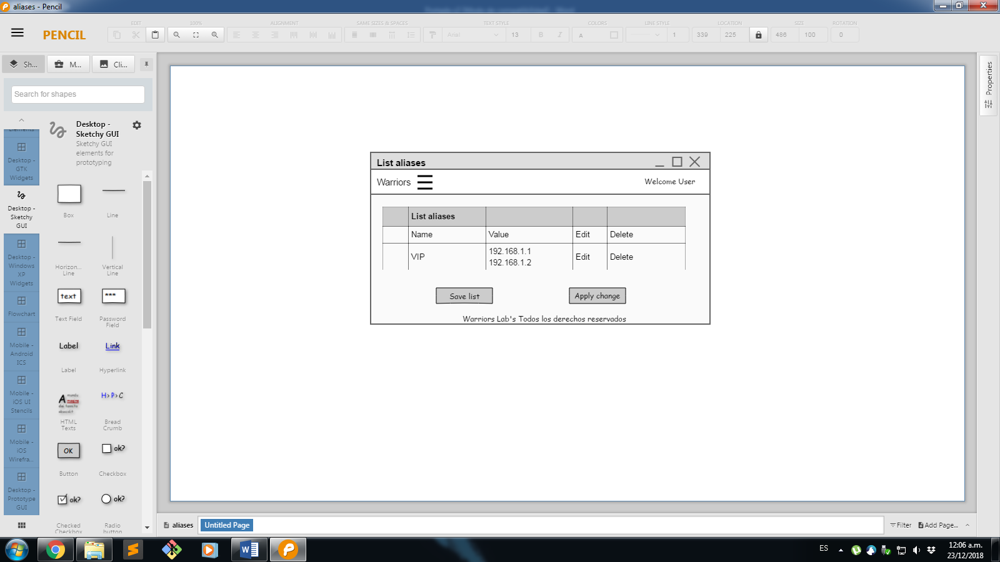 aliases - Pencil
PENCIL
EDIT
100%
ALIGNMENT
SAME SIZES & SPACES
TEXT STYLE
COLORS
LINE STYLE
LOCATION
SIZE
ROTATION
Arial
13
B
I
A
1
339
225
486
100
0
Sh...
M...
Cli...
Search for shapes
Properties
Desktop -
Sketchy GUI
Sketchy GUI
elements for
prototyping
Elements
Desktop -
GTK
Widgets
Desktop -
Sketchy
GUI
Desktop -
Windows
XP
Widgets
Flowchart
Mobile -
Android
ICS
Mobile -
iOS UI
Stencils
Mobile -
iOS
Wirefra...
Desktop -
Prototype
GUI
Box
Line
Horizon...
Line
Vertical
Line
text
***
Text Field
Password
Field
Label
Link
Label
Hyperlink
H>P>C
HTML
Texts
Bread
Crumb
OK
ok?
Button
Checkbox
ok?
ok?
Checked
Checkbox
Radio
button
List aliases
Warriors
Welcome User
List aliases
Name Value Edit Delete
VIP 192.168.1.1 Edit Delete
192.168.1.2
Save list
Apply change
Warriors Lab's Todos los derechos reservados
aliases
Untitled Page
Filter
Add Page...
ES
12:06 a.m.
23/12/2018